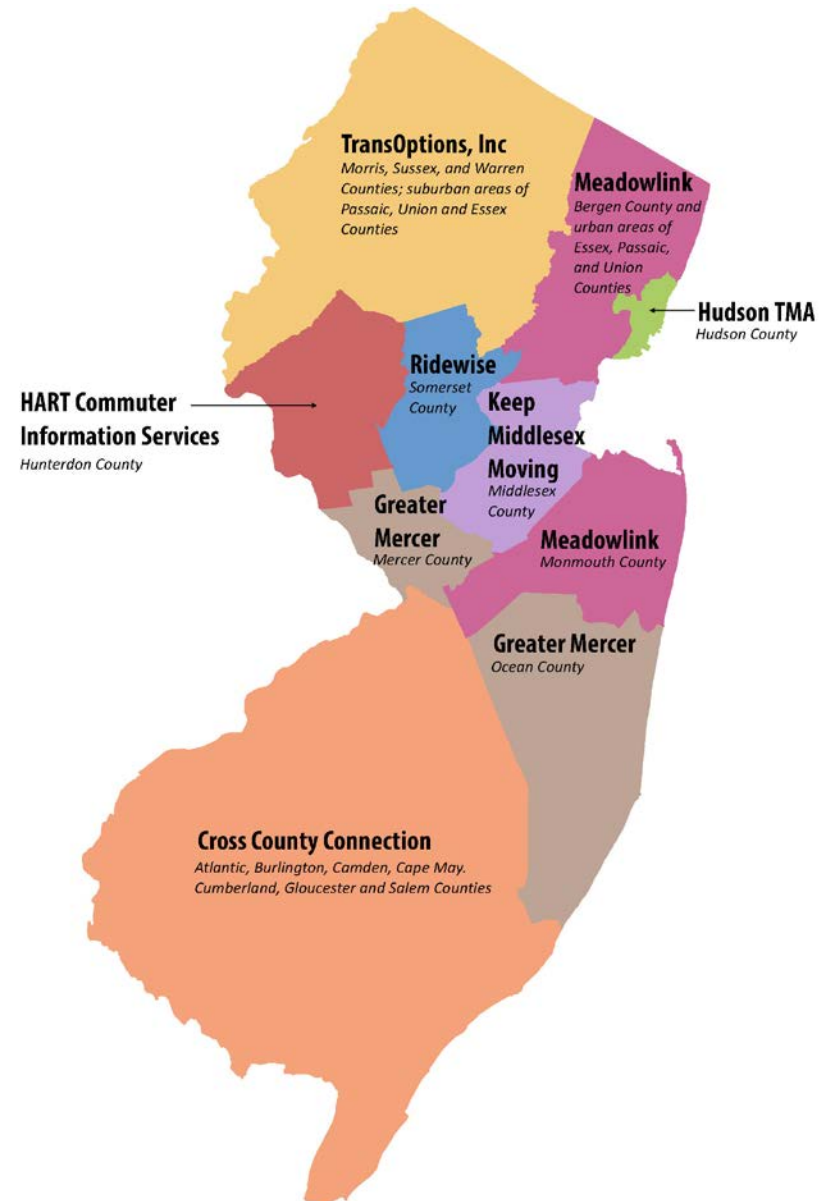 TransOptions, Inc
Morris, Sussex, and Warren
Counties; suburban areas of
Passaic, Union and Essex
Counties
Meadowlink
Bergen County and
urban areas of
Essex, Passaic,
and Union
Counties
Hudson TMA
Hudson County
Ridewise
Somerset
County
HART Commuter
Information Services
Hunterdon County
Keep
Middlesex
Moving
Middlesex
County
Greater
Mercer
Mercer County
Meadowlink
Monmouth County
Greater Mercer
Ocean County
Cross County Connection
Atlantic, Burlington, Camden, Cape May.
Cumberland, Gloucester and Salem Counties